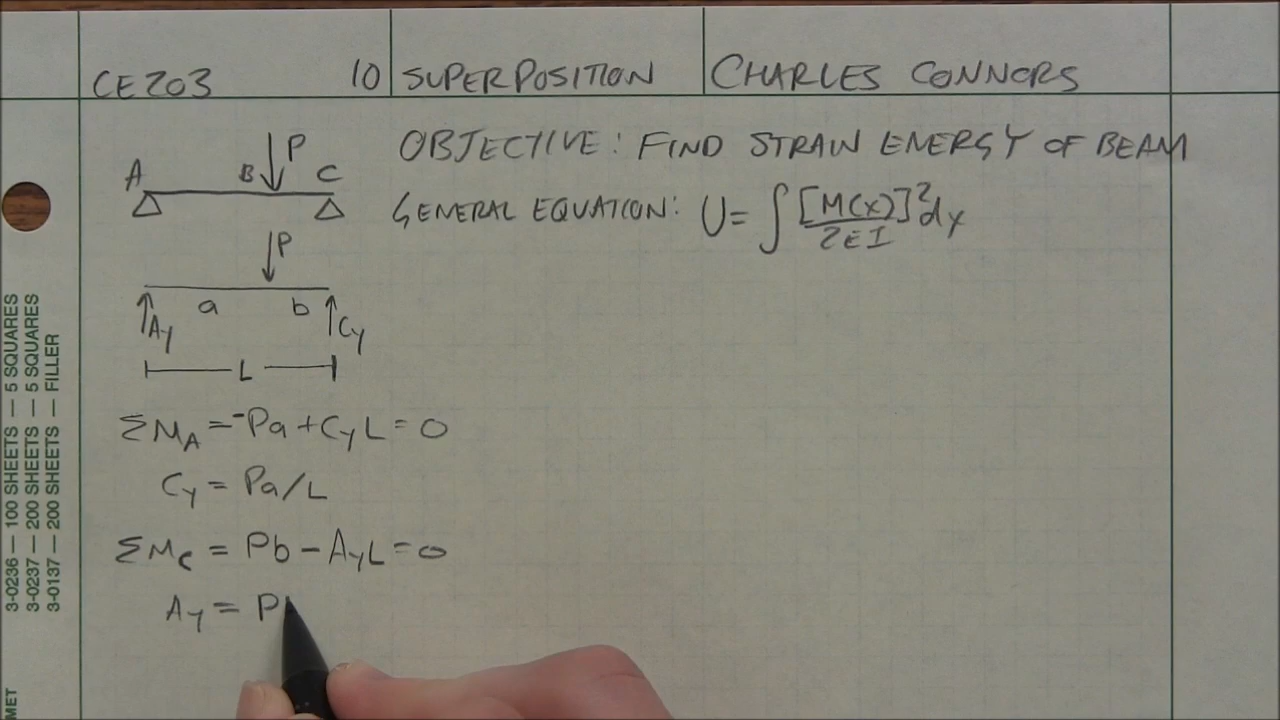 CE203 10 SUPERPOSITION CHARLES CONNORS
OBJECTIVE: FIND STRAIN ENERGY OF BEAM
GENERAL EQUATION: U = ∫ [M(X)]² / 2EI dx
P
A B C
P
a b
Ay Cy
L
ΣMA = -Pa + CyL = 0
Cy = Pa/L
ΣMC = Pb - AyL = 0
Ay = P
3-0236 — 100 SHEETS — 5 SQUARES
3-0237 — 200 SHEETS — 5 SQUARES
3-0137 — 200 SHEETS — FILLER
MET